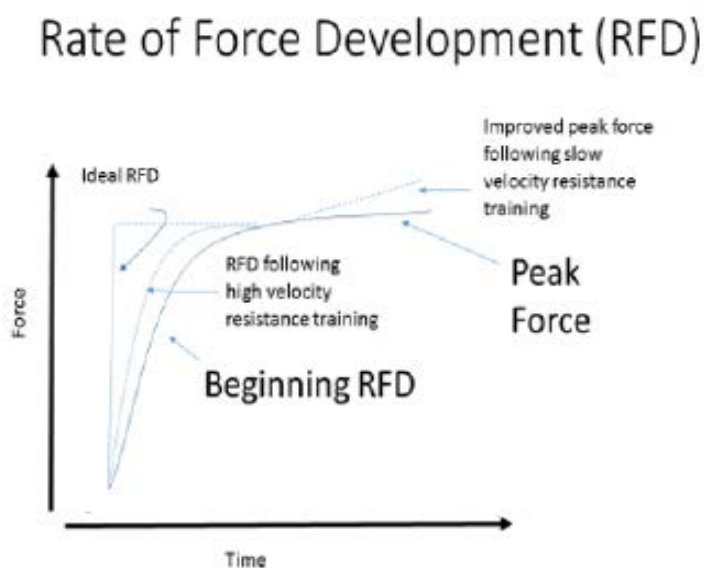 Rate of Force Development (RFD)
Improved peak force
following slow
velocity resistance
training
Ideal RFD
RFD following
high velocity
resistance training
Peak
Force
Beginning RFD
Force
Time